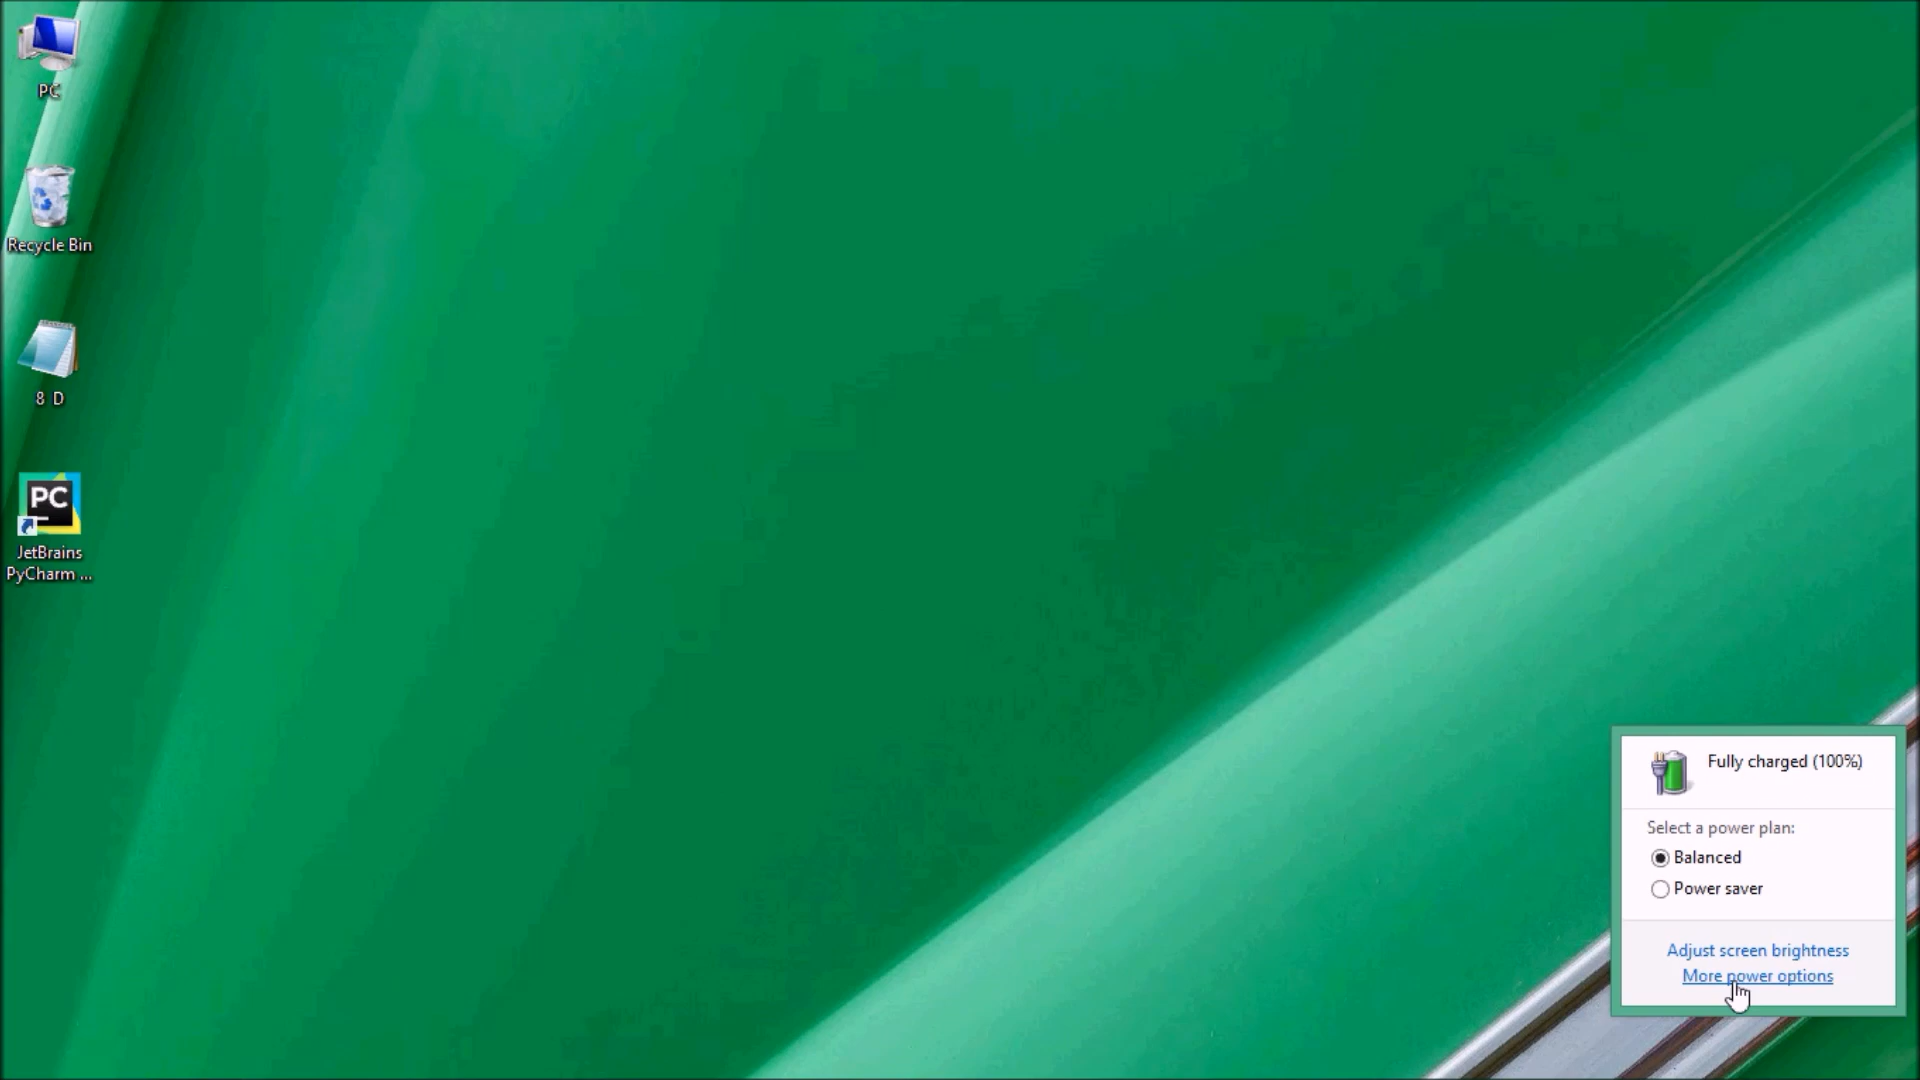 PC
Recycle Bin
8 D
PC
JetBrains
PyCharm ...
Fully charged (100%)
Select a power plan:
Balanced
Power saver
Adjust screen brightness
More power options